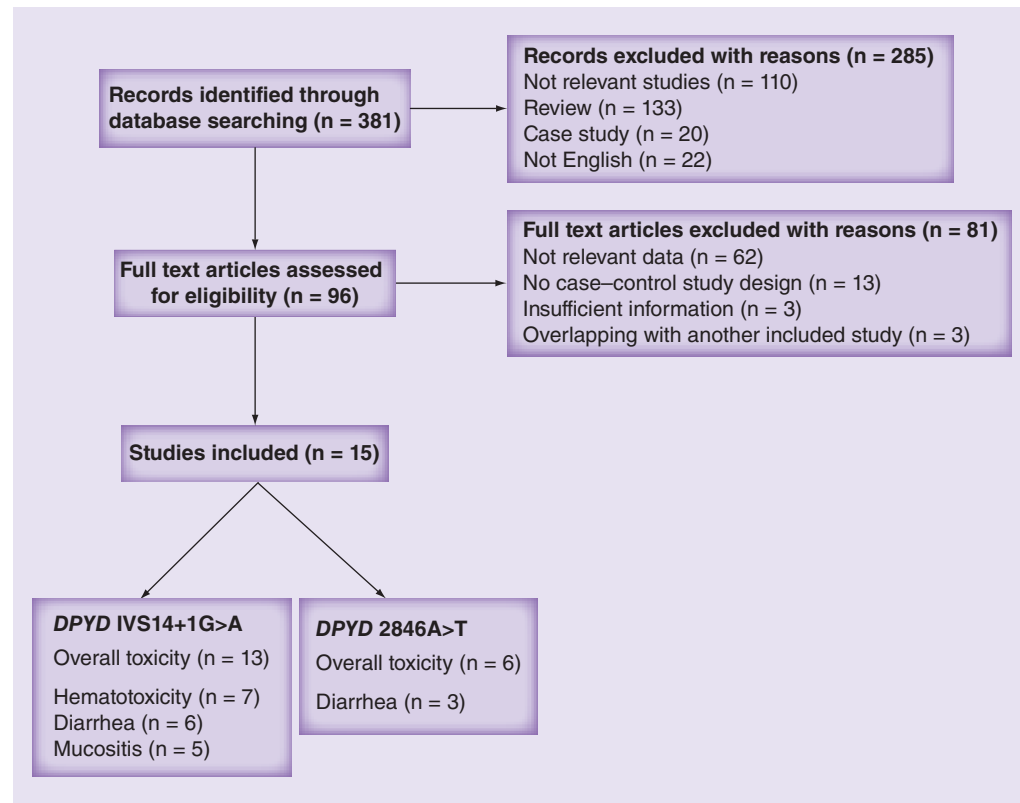 Records identified through
database searching (n = 381)
Records excluded with reasons (n = 285)
Not relevant studies (n = 110)
Review (n = 133)
Case study (n = 20)
Not English (n = 22)
Full text articles assessed
for eligibility (n = 96)
Full text articles excluded with reasons (n = 81)
Not relevant data (n = 62)
No case–control study design (n = 13)
Insufficient information (n = 3)
Overlapping with another included study (n = 3)
Studies included (n = 15)
DPYD IVS14+1G>A
Overall toxicity (n = 13)
Hematotoxicity (n = 7)
Diarrhea (n = 6)
Mucositis (n = 5)
DPYD 2846A>T
Overall toxicity (n = 6)
Diarrhea (n = 3)